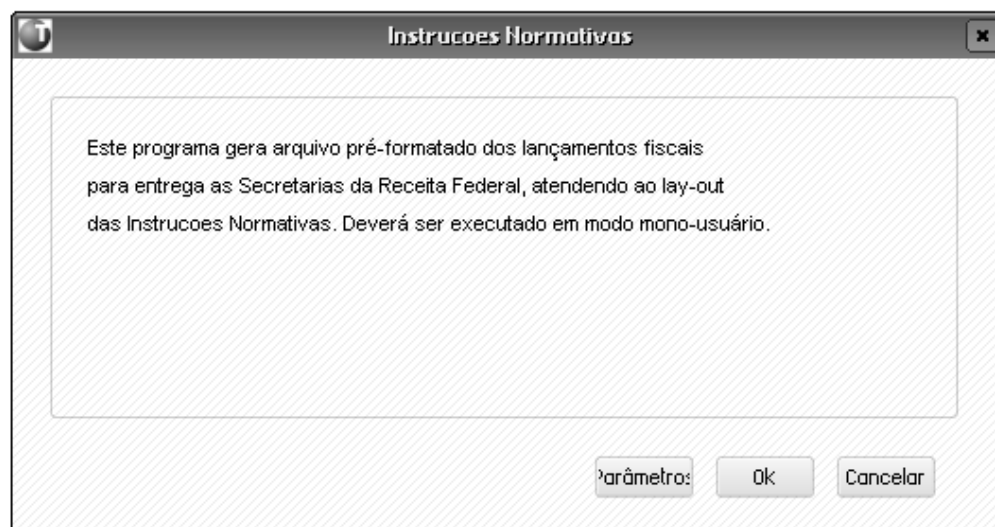 Instrucoes Normativas
Este programa gera arquivo pré-formatado dos lançamentos fiscais
para entrega as Secretarias da Receita Federal, atendendo ao lay-out
das Instrucoes Normativas. Deverá ser executado em modo mono-usuário.
Parâmetros Ok Cancelar